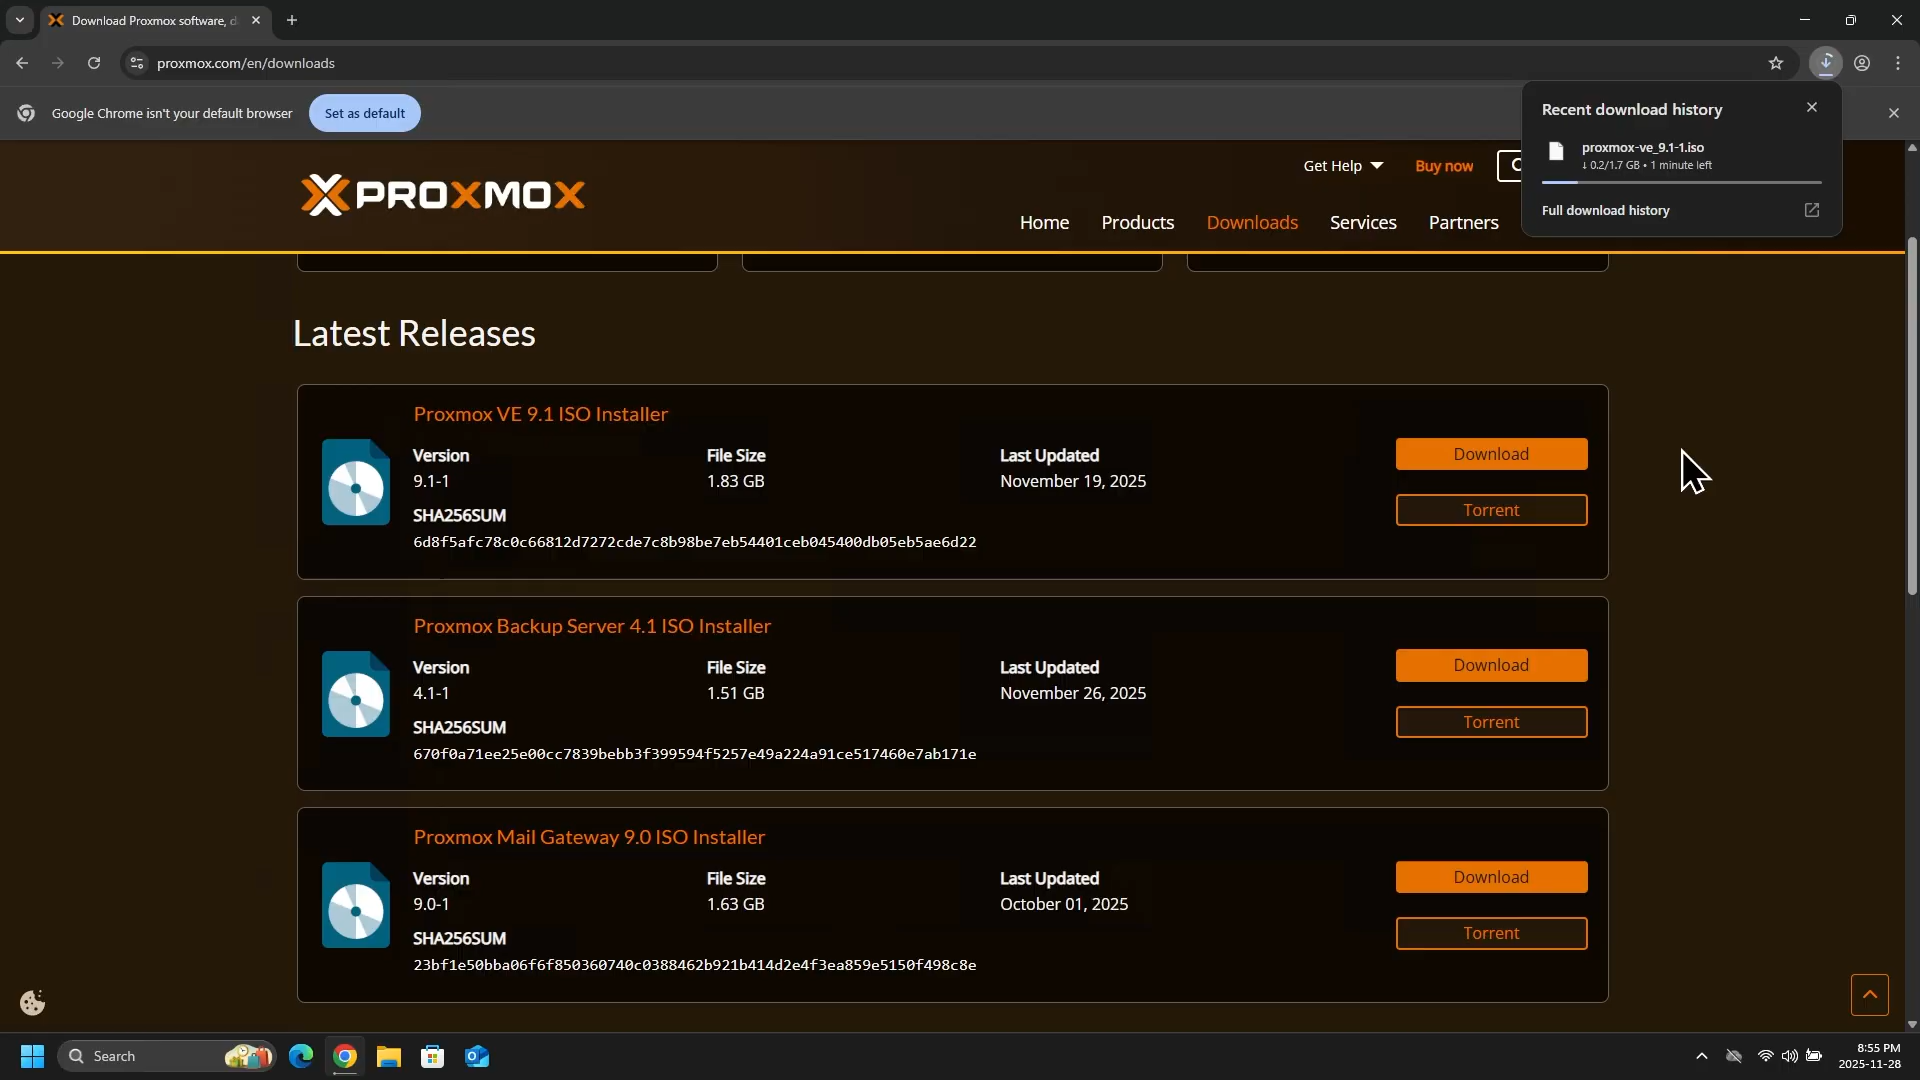 Download Proxmox software, d
proxmox.com/en/downloads
Google Chrome isn't your default browser
Set as default
Recent download history
proxmox-ve_9.1-1.iso
↓ 0.2/1.7 GB • 1 minute left
Full download history
PROXMOX
Get Help
Buy now
Home
Products
Downloads
Services
Partners
Latest Releases
Proxmox VE 9.1 ISO Installer
Version
File Size
Last Updated
Download
9.1-1
1.83 GB
November 19, 2025
Torrent
SHA256SUM
6d8f5afc78c0c66812d7272cde7c8b98be7eb54401ceb045400db05eb5ae6d22
Proxmox Backup Server 4.1 ISO Installer
Version
File Size
Last Updated
Download
4.1-1
1.51 GB
November 26, 2025
Torrent
SHA256SUM
670f0a71ee25e00cc7839bebb3f399594f5257e49a224a91ce517460e7ab171e
Proxmox Mail Gateway 9.0 ISO Installer
Version
File Size
Last Updated
Download
9.0-1
1.63 GB
October 01, 2025
Torrent
SHA256SUM
23bf1e50bba06f6f850360740c0388462b921b414d2e4f3ea859e5150f498c8e
Search
8:55 PM
2025-11-28